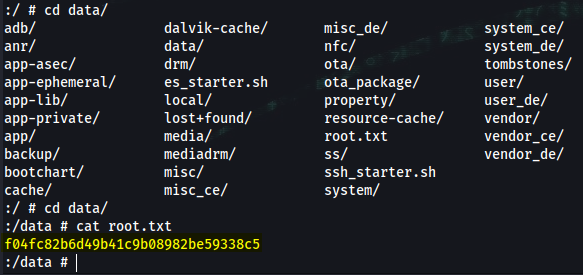 :/ # cd data/
adb/ dalvik-cache/ misc_de/ system_ce/
anr/ data/ nfc/ system_de/
app-asec/ drm/ ota/ tombstones/
app-ephemeral/ es_starter.sh ota_package/ user/
app-lib/ local/ property/ user_de/
app-private/ lost+found/ resource-cache/ vendor/
app/ media/ root.txt vendor_ce/
backup/ mediadrm/ ss/ vendor_de/
bootchart/ misc/ ssh_starter.sh
cache/ misc_ce/ system/
:/ # cd data/
:/data # cat root.txt
f04fc82b6d49b41c9b08982be59338c5
:/data #